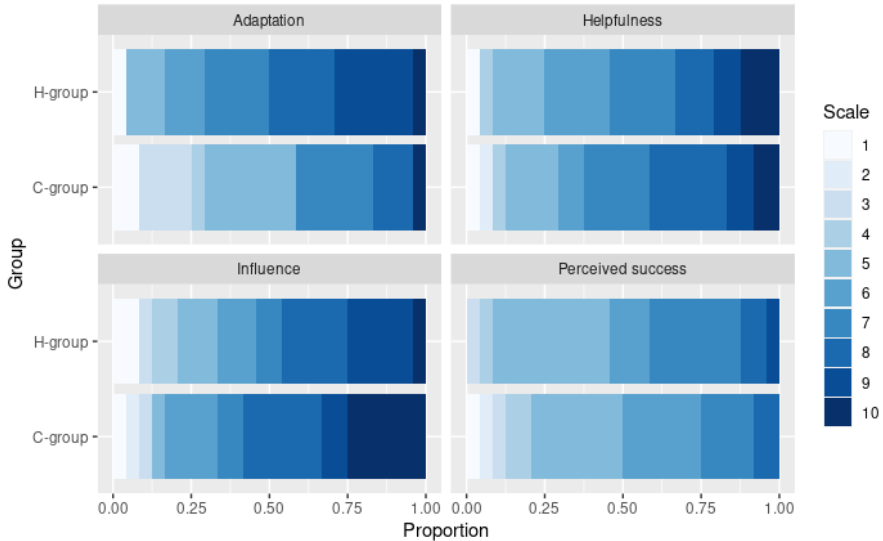 Adaptation
Helpfulness
H-group
C-group
Influence
Perceived success
H-group
C-group
0.00 0.25 0.50 0.75 1.00
0.00 0.25 0.50 0.75 1.00
Proportion
Group
Scale
1
2
3
4
5
6
7
8
9
10